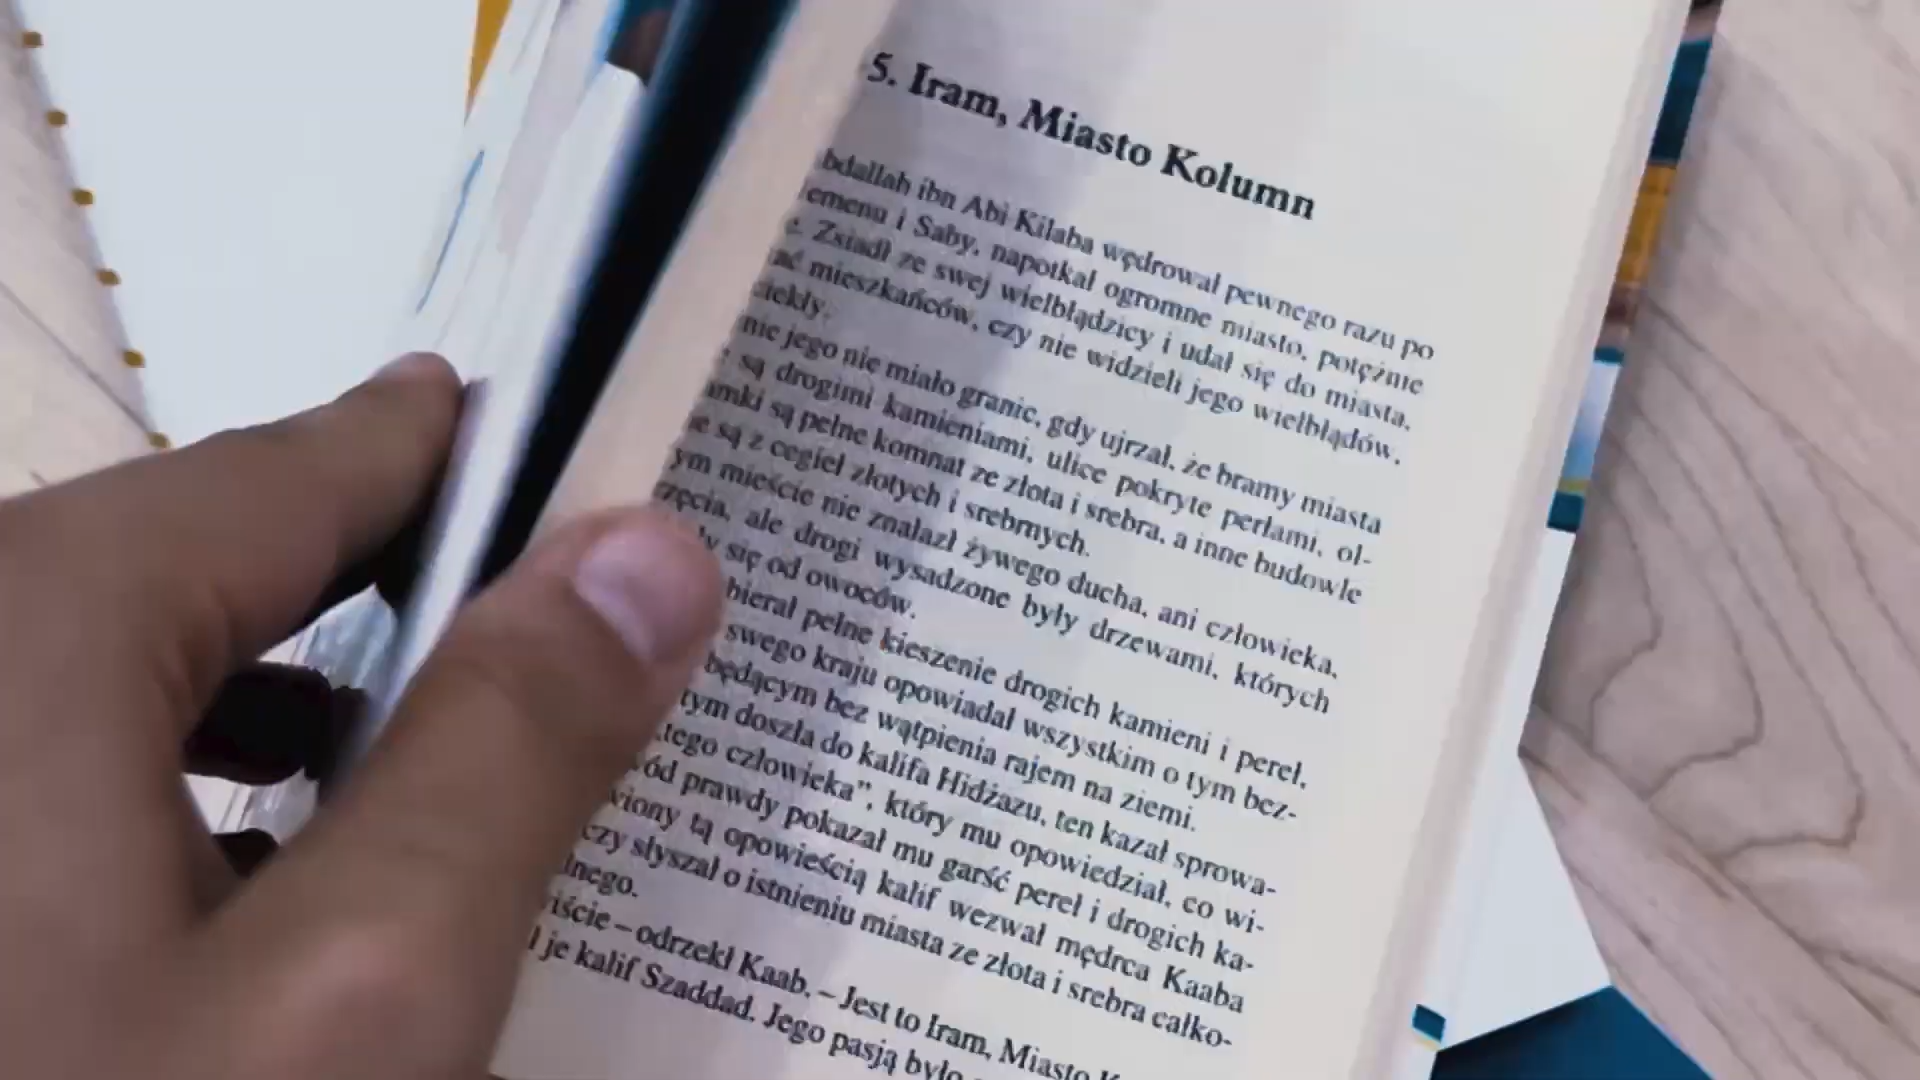 5. Iram, Miasto Kolumn
bdallah ibn Abi Kilaba wędrował pewnego razu po
emenu i Saby, napotkał ogromne miasto, potężnie
. Zsiadł ze swej wielbłądzicy i udał się do miasta,
ać mieszkańców, czy nie widzieli jego wielbłądów,
ciekły.
nie jego nie miało granic, gdy ujrzał, że bramy miasta
są drogimi kamieniami, ulice pokryte perłami, ol-
amki są pełne komnat ze złota i srebra, a inne budowle
e są z cegieł złotych i srebrnych.
ym mieście nie znalazł żywego ducha, ani człowieka,
zęcia, ale drogi wysadzone były drzewami, których
ły się od owoców.
bierał pełne kieszenie drogich kamieni i pereł,
swego kraju opowiadał wszystkim o tym bez-
będącym bez wątpienia rajem na ziemi.
tym doszła do kalifa Hidżazu, ten kazał sprowa-
„tego człowieka”, który mu opowiedział, co wi-
ód prawdy pokazał mu garść pereł i drogich ka-
wiony tą opowieścią kalif wezwał mędrca Kaaba
czy słyszał o istnieniu miasta ze złota i srebra całko-
lnego.
iście – odrzekł Kaab. – Jest to Iram, Miasto K
ł je kalif Szaddad. Jego pasją było